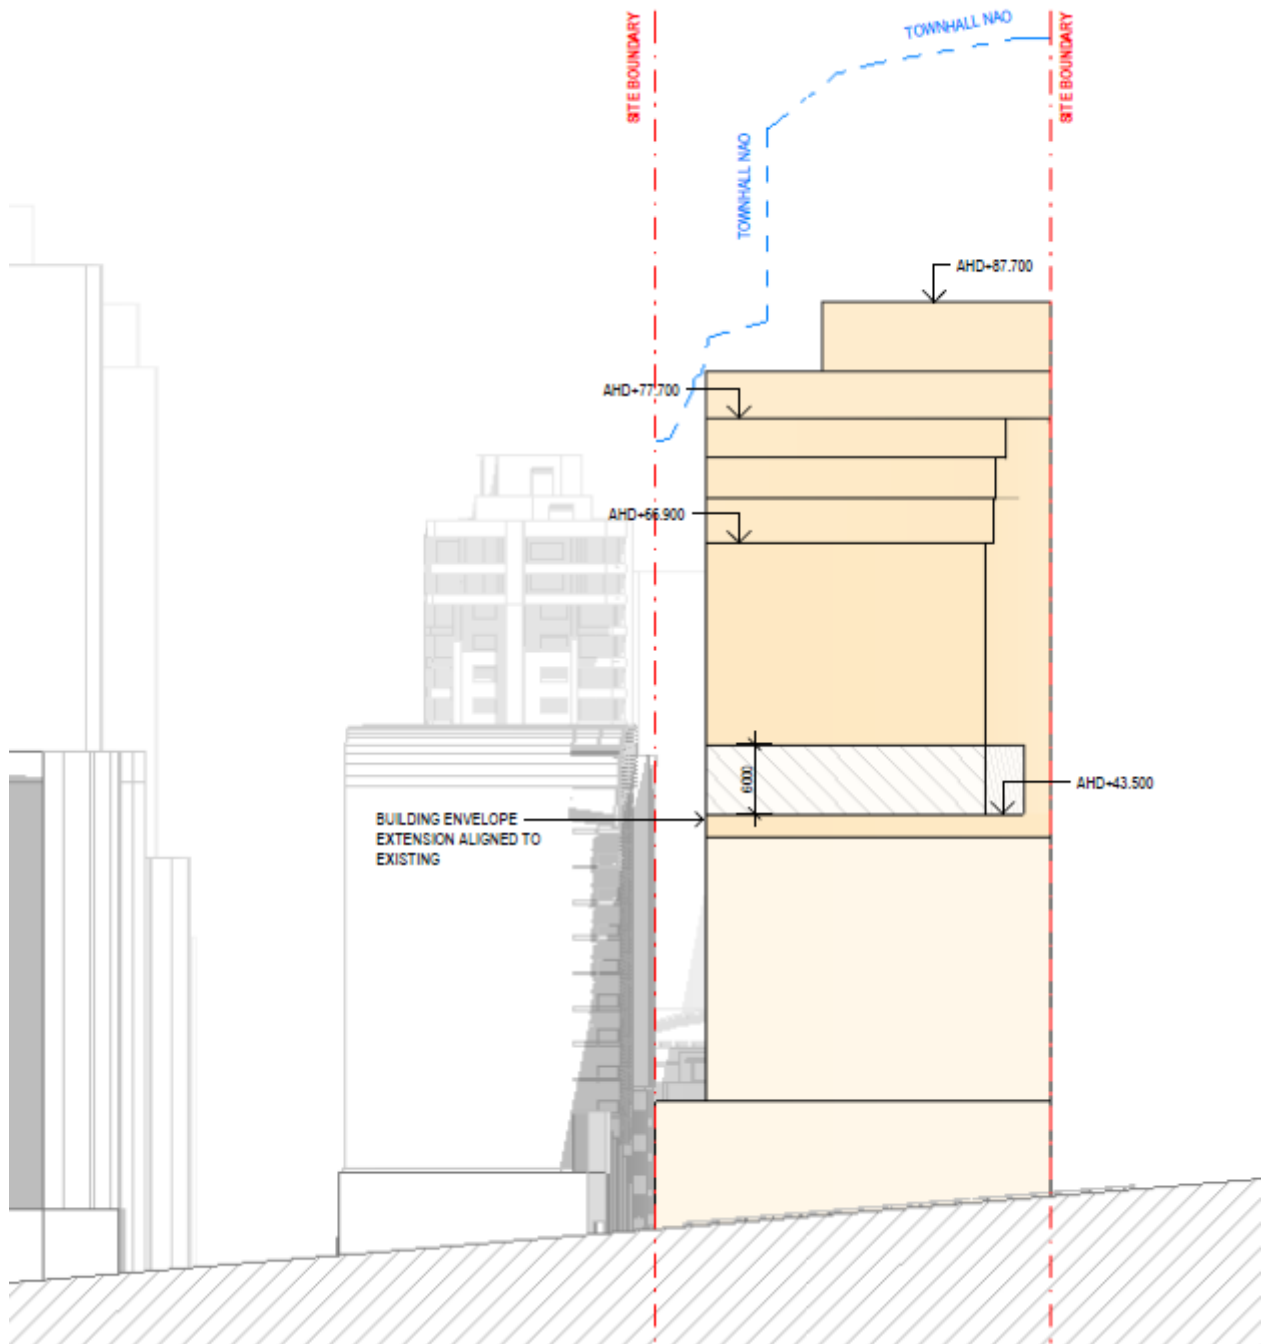 TOWNHALL NAO
SITE BOUNDARY
SITE BOUNDARY
TOWNHALL NAO
AHD+87.700
AHD+77.700
AHD+66.900
6000
AHD+43.500
BUILDING ENVELOPE
EXTENSION ALIGNED TO
EXISTING